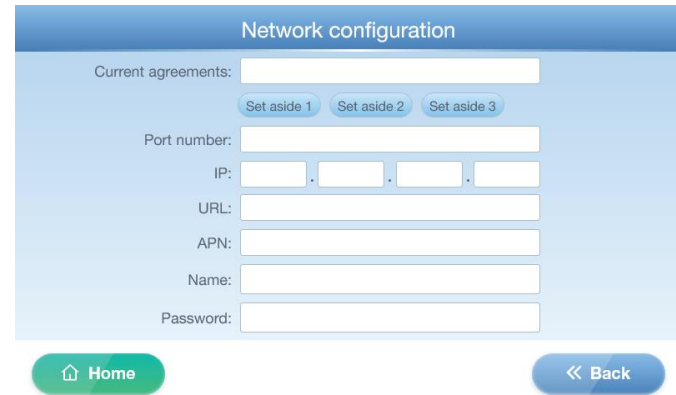 Network configuration
Current agreements:
Set aside 1 Set aside 2 Set aside 3
Port number:
IP: . . .
URL:
APN:
Name:
Password:
Home Back